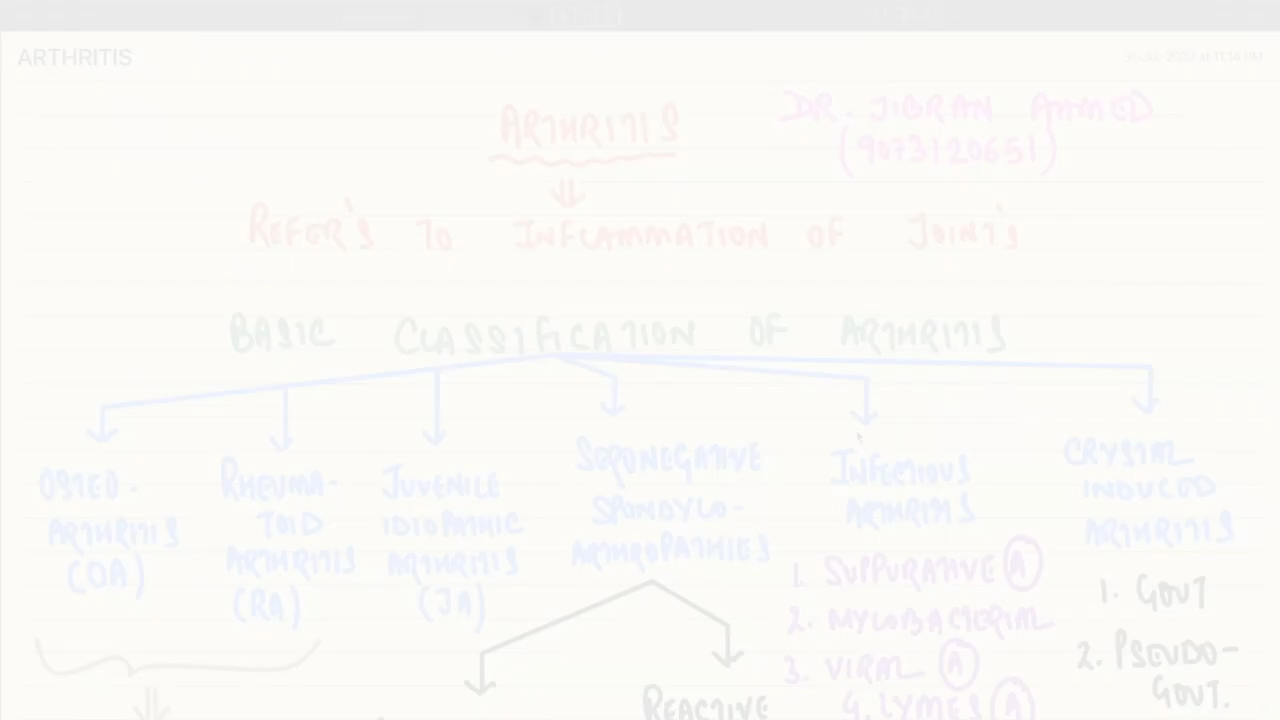 ARTHRITIS
ARTHRITIS
DR. JIBRAN AHMED
(9073120651)
REFER'S TO INFLAMMATION OF JOINT'S
BASIC CLASSIFICATION OF ARTHRITIS
OSTEO-
ARTHRITIS
(OA)
RHEUMA-
TOID
ARTHRITIS
(RA)
JUVENILE
IDIOPATHIC
ARTHRITIS
(JA)
SERONEGATIVE
SPONDYLO-
ARTHROPATHIES
REACTIVE
INFECTIOUS
ARTHRITIS
1. SUPPURATIVE A
2. MYCOBACTERIAL
3. VIRAL A
4. LYMES A
CRYSTAL
INDUCED
ARTHRITIS
1. GOUT
2. PSEUDO-
GOUT.